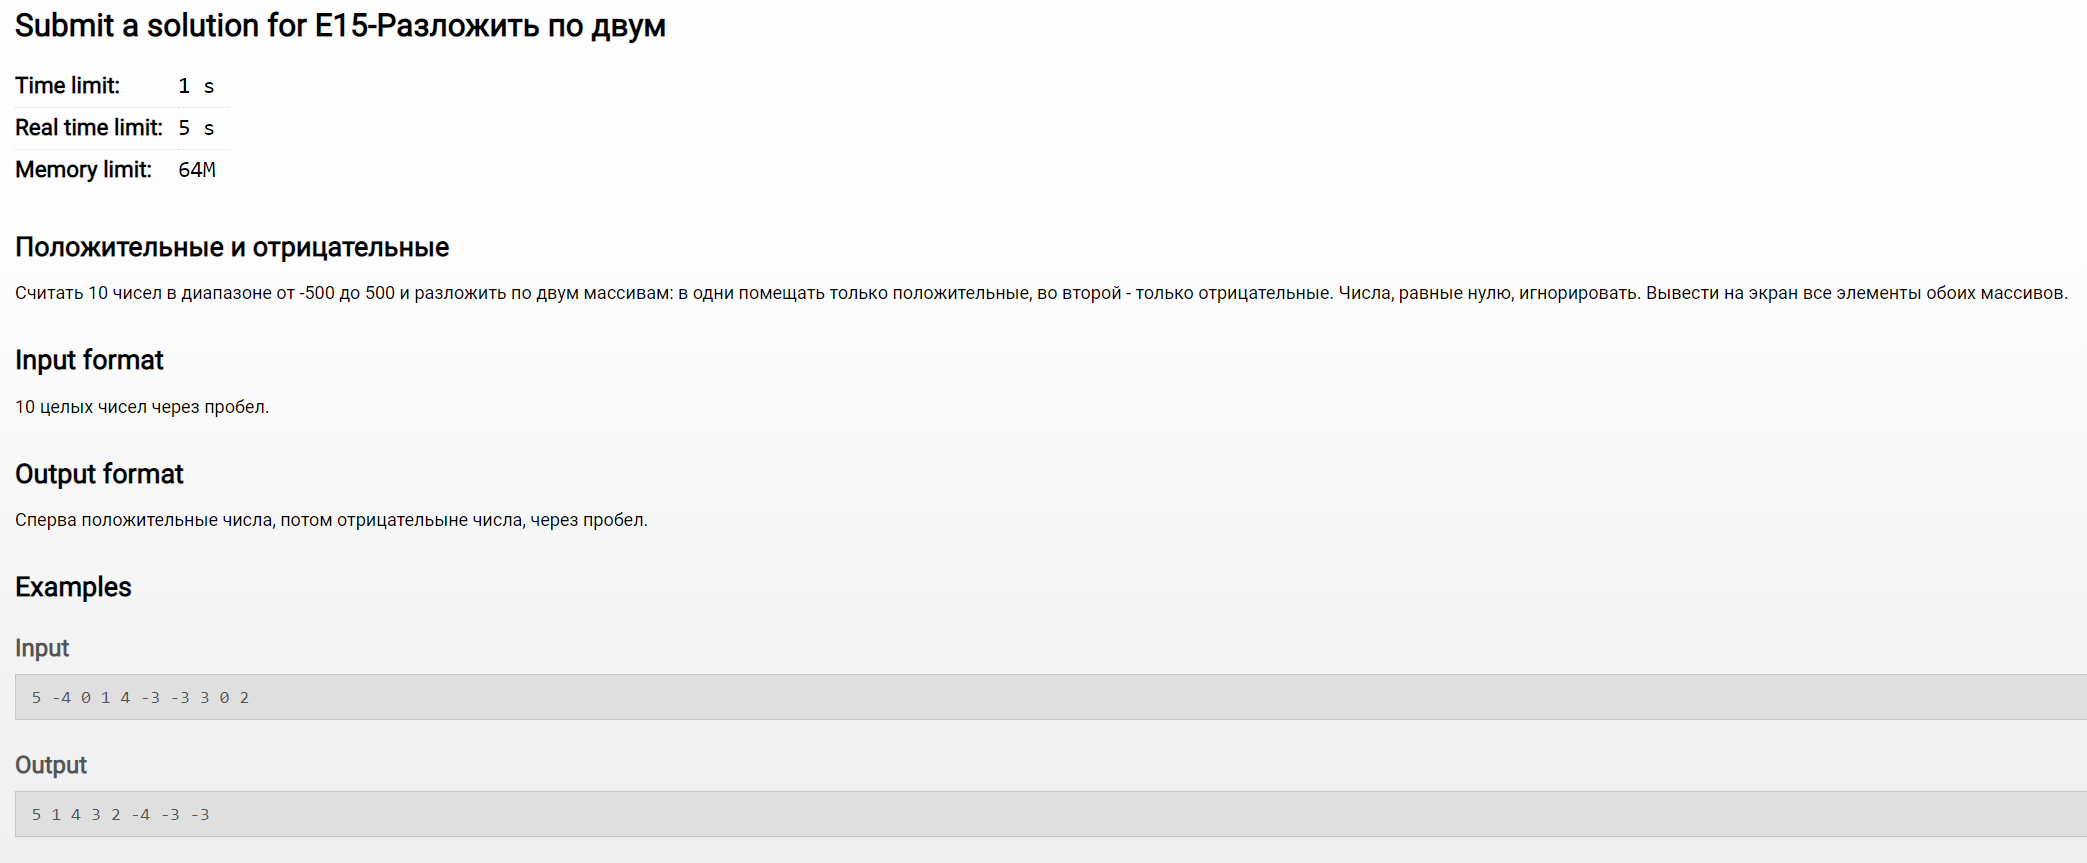 Submit a solution for E15-Разложить по двум
Time limit: 1 s
Real time limit: 5 s
Memory limit: 64M
Положительные и отрицательные
Считать 10 чисел в диапазоне от -500 до 500 и разложить по двум массивам: в одни помещать только положительные, во второй - только отрицательные. Числа, равные нулю, игнорировать. Вывести на экран все элементы обоих массивов.
Input format
10 целых чисел через пробел.
Output format
Сперва положительные числа, потом отрицательыне числа, через пробел.
Examples
Input
5 -4 0 1 4 -3 -3 3 0 2
Output
5 1 4 3 2 -4 -3 -3